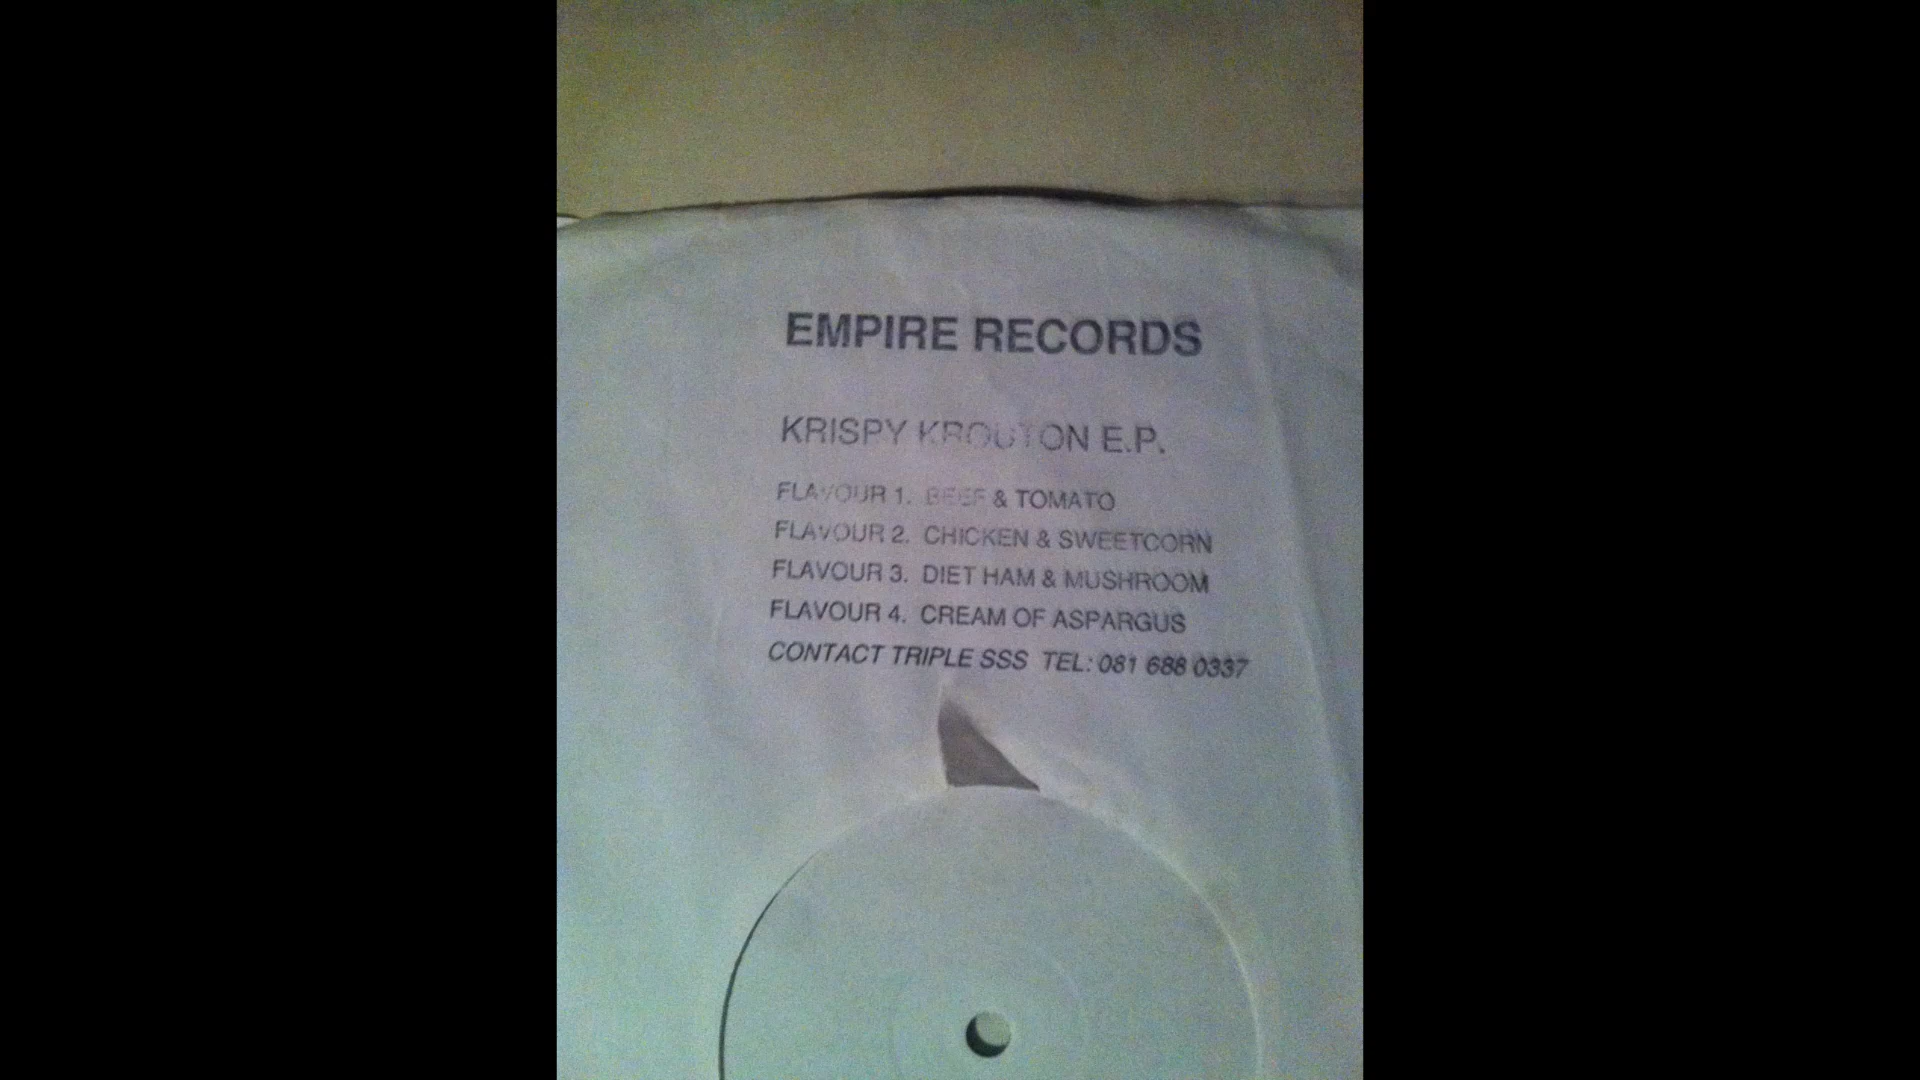 EMPIRE RECORDS
KRISPY KROUTON E.P.
FLAVOUR 1. BEEF & TOMATO
FLAVOUR 2. CHICKEN & SWEETCORN
FLAVOUR 3. DIET HAM & MUSHROOM
FLAVOUR 4. CREAM OF ASPARGUS
CONTACT TRIPLE SSS TEL: 081 688 0337